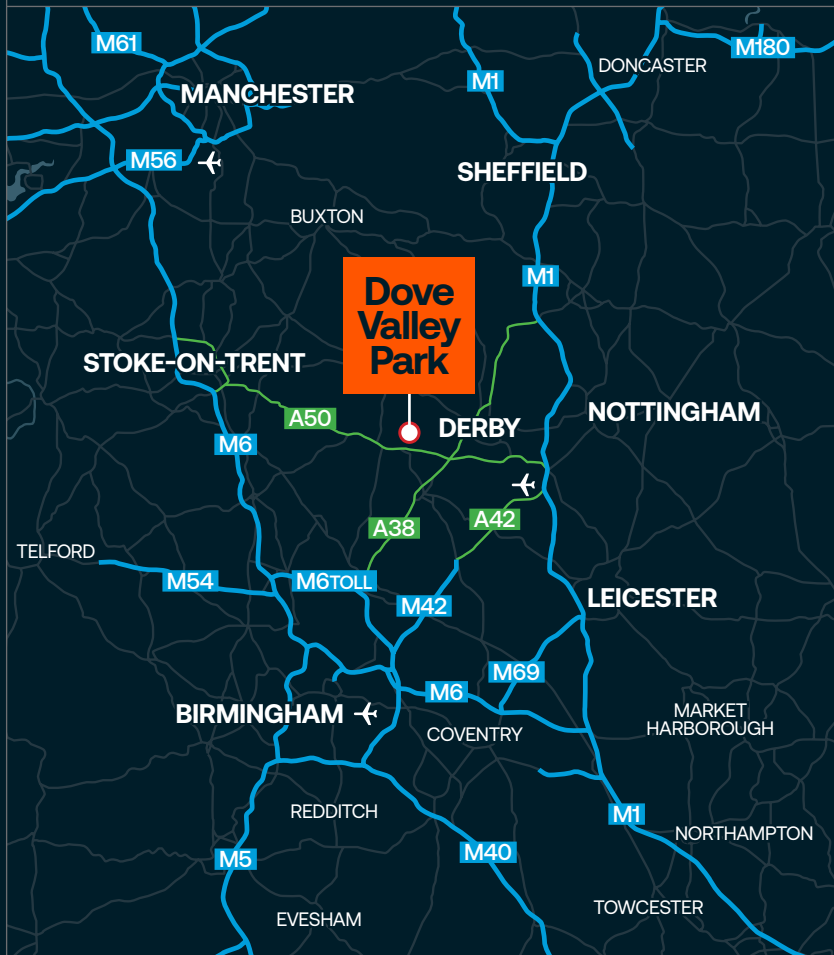 M61
M180
DONCASTER
M1
MANCHESTER
M56
SHEFFIELD
BUXTON
M1
Dove
Valley
Park
STOKE-ON-TRENT
A50
NOTTINGHAM
DERBY
M6
A42
A38
TELFORD
M54
M6TOLL
LEICESTER
M42
M69
M6
BIRMINGHAM
MARKET
HARBOROUGH
COVENTRY
REDDITCH
M1
NORTHAMPTON
M40
M5
TOWCESTER
EVESHAM